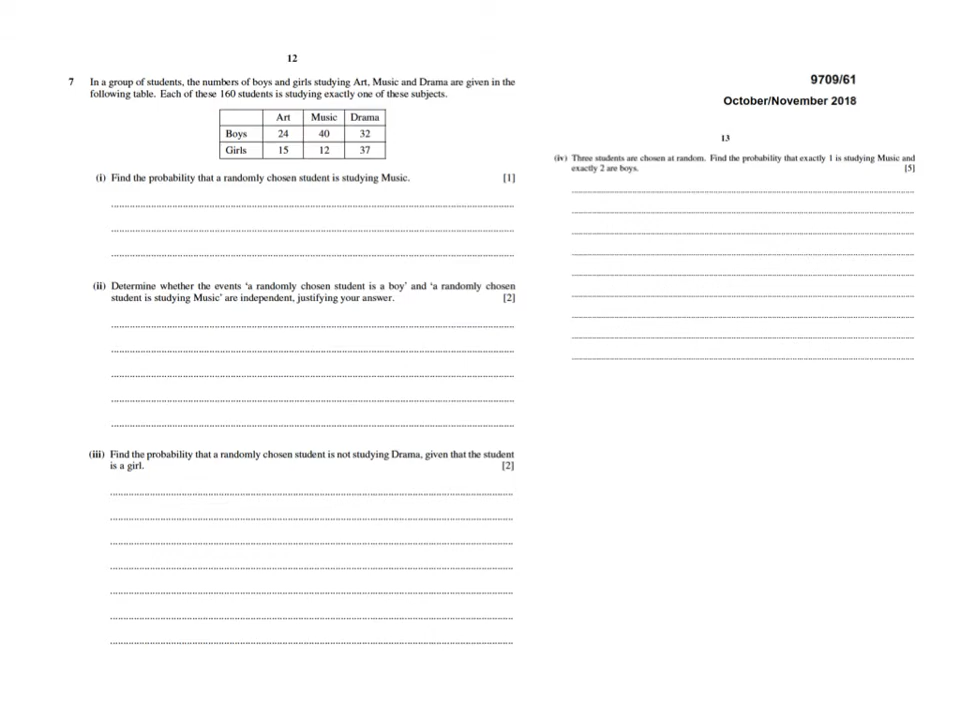 12
7 In a group of students, the numbers of boys and girls studying Art, Music and Drama are given in the
following table. Each of these 160 students is studying exactly one of these subjects.
Art Music Drama
Boys 24 40 32
Girls 15 12 37
(i) Find the probability that a randomly chosen student is studying Music. [1]
(ii) Determine whether the events ‘a randomly chosen student is a boy’ and ‘a randomly chosen
student is studying Music’ are independent, justifying your answer. [2]
(iii) Find the probability that a randomly chosen student is not studying Drama, given that the student
is a girl. [2]
9709/61
October/November 2018
13
(iv) Three students are chosen at random. Find the probability that exactly 1 is studying Music and
exactly 2 are boys. [5]